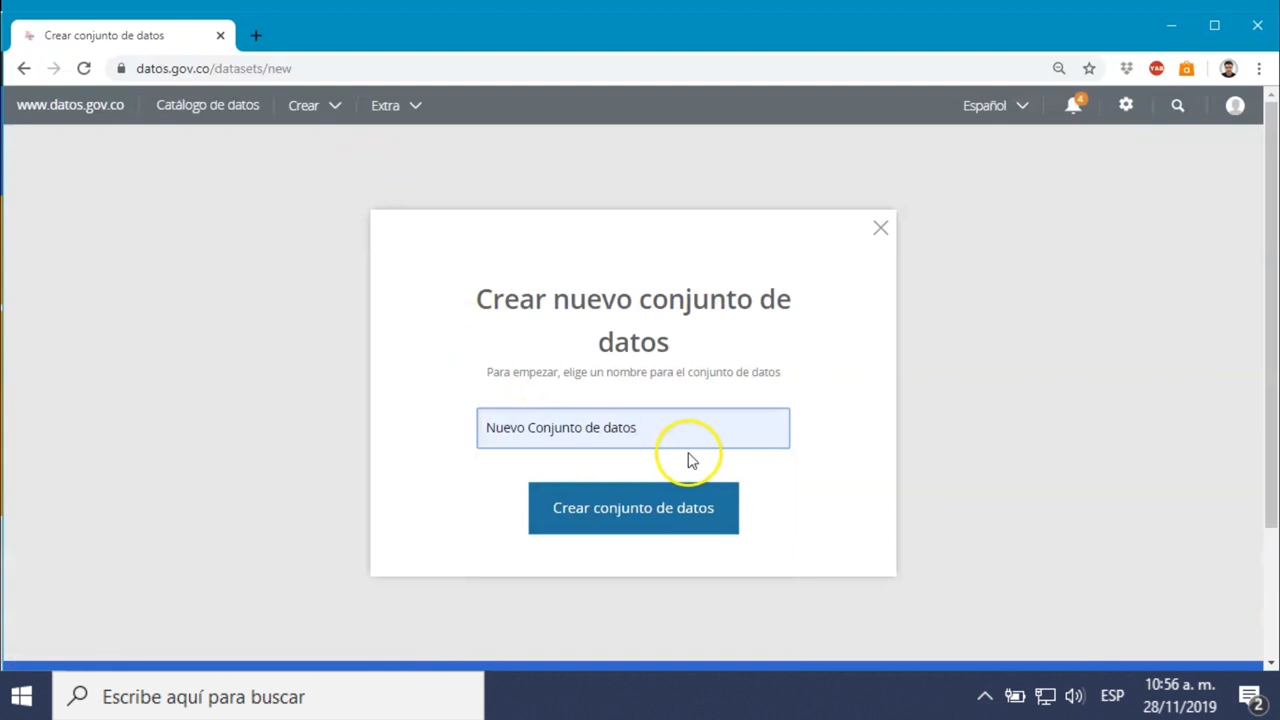 Crear conjunto de datos
datos.gov.co/datasets/new
www.datos.gov.co Catálogo de datos Crear Extra Español 4
Crear nuevo conjunto de
datos
Para empezar, elige un nombre para el conjunto de datos
Nuevo Conjunto de datos
Crear conjunto de datos
Escribe aquí para buscar
ESP
10:56 a. m.
28/11/2019
2